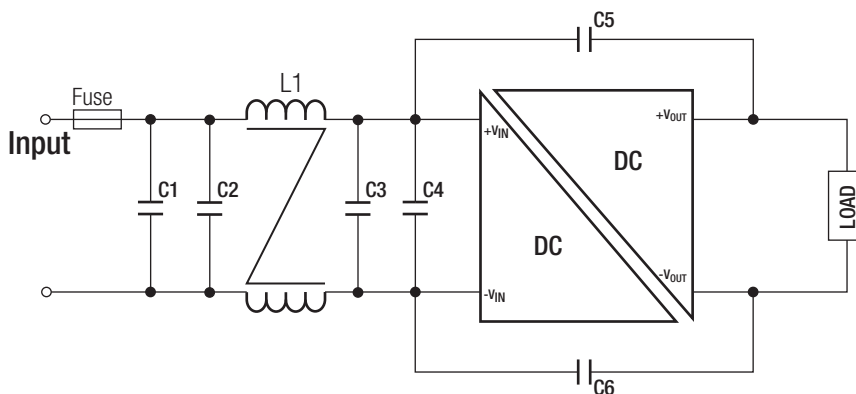 C5
Fuse
L1
Input
+VIN
+VOUT
DC
C1
C2
C3
C4
LOAD
DC
-VIN
-VOUT
C6